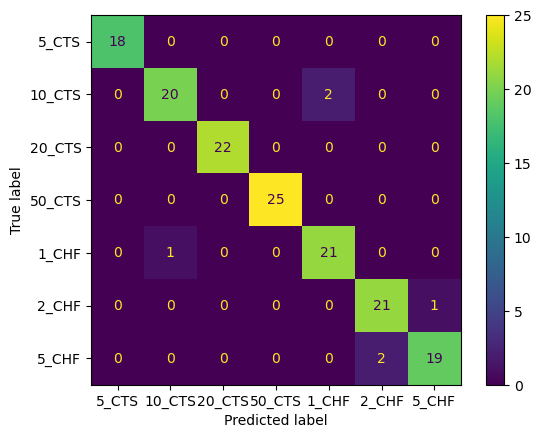 5_CTS 18 0 0 0 0 0 0
10_CTS 0 20 0 0 2 0 0
20_CTS 0 0 22 0 0 0 0
50_CTS 0 0 0 25 0 0 0
1_CHF 0 1 0 0 21 0 0
2_CHF 0 0 0 0 0 21 1
5_CHF 0 0 0 0 0 2 19
5_CTS 10_CTS 20_CTS 50_CTS 1_CHF 2_CHF 5_CHF
Predicted label
True label
25
20
15
10
5
0